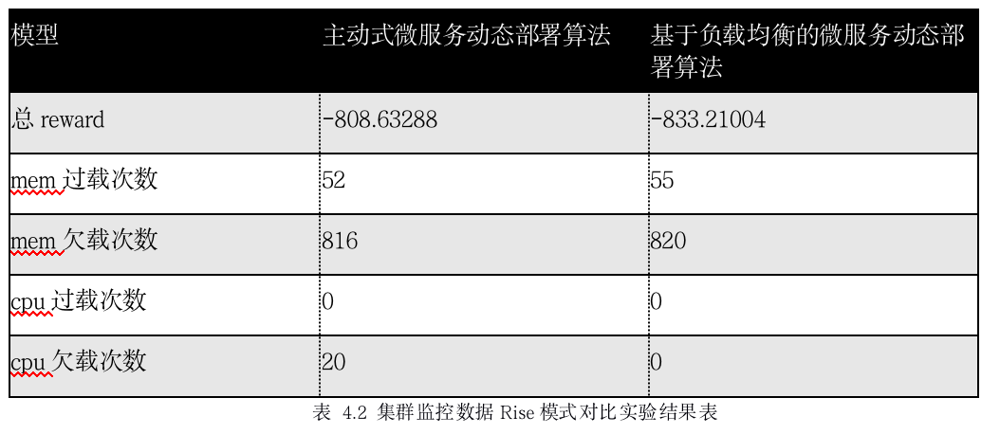 模型 主动式微服务动态部署算法 基于负载均衡的微服务动态部
署算法
总 reward -808.63288 -833.21004
mem 过载次数 52 55
mem 欠载次数 816 820
cpu 过载次数 0 0
cpu 欠载次数 20 0
表 4.2 集群监控数据 Rise 模式对比实验结果表